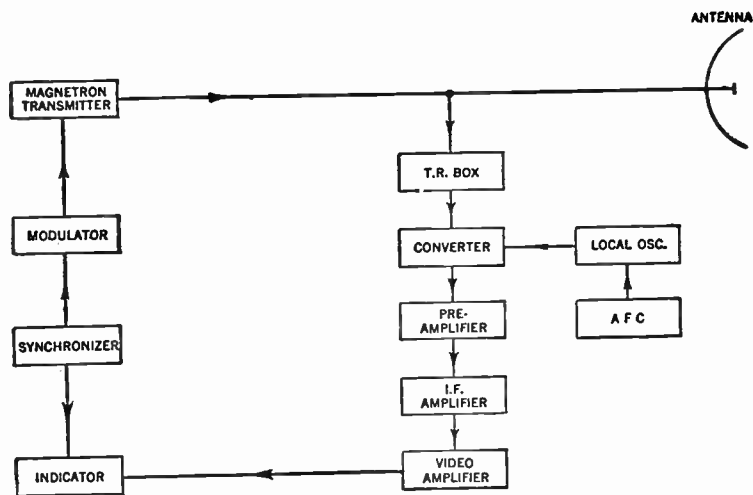 ANTENNA
MAGNETRON
TRANSMITTER
T.R. BOX
MODULATOR
CONVERTER
LOCAL OSC.
PRE-
AMPLIFIER
A F C
SYNCHRONIZER
I.F.
AMPLIFIER
INDICATOR
VIDEO
AMPLIFIER